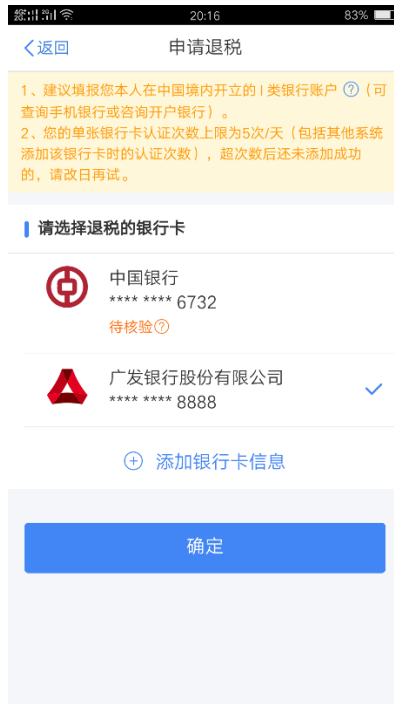 20:16
83%
返回
申请退税
1、建议填报您本人在中国境内开立的Ⅰ类银行账户?(可
查询手机银行或咨询开户银行)。
2、您的单张银行卡认证次数上限为5次/天(包括其他系统
添加该银行卡时的认证次数),超次数后还未添加成功
的,请改日再试。
请选择退税的银行卡
中国银行
**** **** 6732
待核验?
广发银行股份有限公司
**** **** 8888
添加银行卡信息
确定